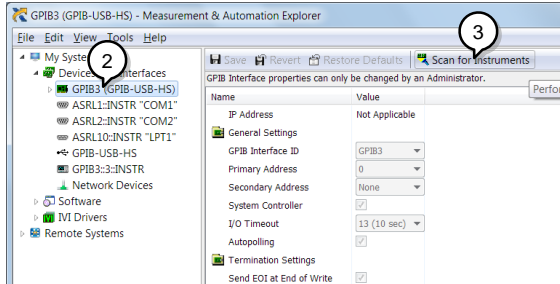 GPIB3 (GPIB-USB-HS) - Measurement & Automation Explorer
File Edit View Tools Help
3
2
My System
Devices and Interfaces
GPIB3 (GPIB-USB-HS)
ASRL1::INSTR "COM1"
ASRL2::INSTR "COM2"
ASRL10::INSTR "LPT1"
GPIB-USB-HS
GPIB3::3::INSTR
Network Devices
Software
IVI Drivers
Remote Systems
Save Revert Restore Defaults Scan for Instruments
GPIB Interface properties can only be changed by an Administrator.
Perfo
Name Value
IP Address Not Applicable
General Settings
GPIB Interface ID GPIB3
Primary Address 0
Secondary Address None
System Controller
I/O Timeout 13 (10 sec)
Autopolling
Termination Settings
Send EOI at End of Write